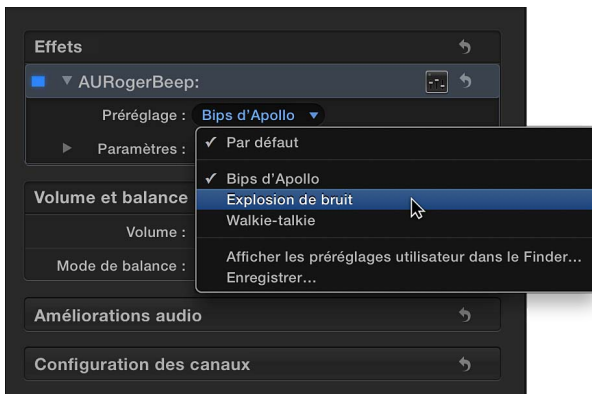 Effets
AURogerBeep:
Préréglage : Bips d’Apollo
✓ Par défaut
Paramètres :
✓ Bips d’Apollo
Explosion de bruit
Walkie-talkie
Afficher les préréglages utilisateur dans le Finder...
Enregistrer...
Volume et balance
Volume :
Mode de balance :
Améliorations audio
Configuration des canaux